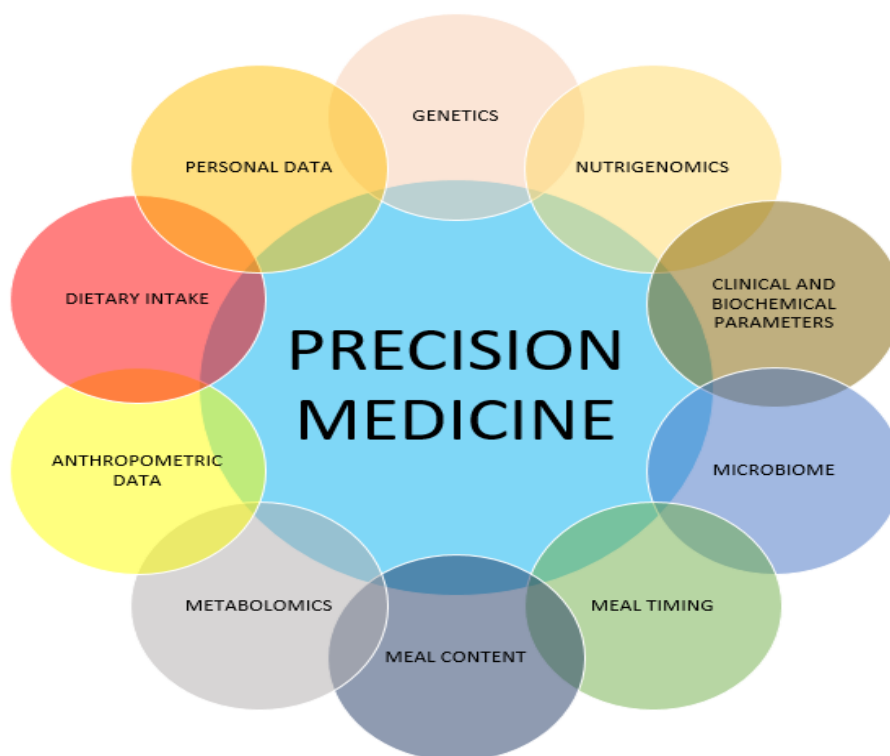 GENETICS
PERSONAL DATA
NUTRIGENOMICS
DIETARY INTAKE
CLINICAL AND
BIOCHEMICAL
PARAMETERS
PRECISION
MEDICINE
ANTHROPOMETRIC
DATA
MICROBIOME
METABOLOMICS
MEAL TIMING
MEAL CONTENT